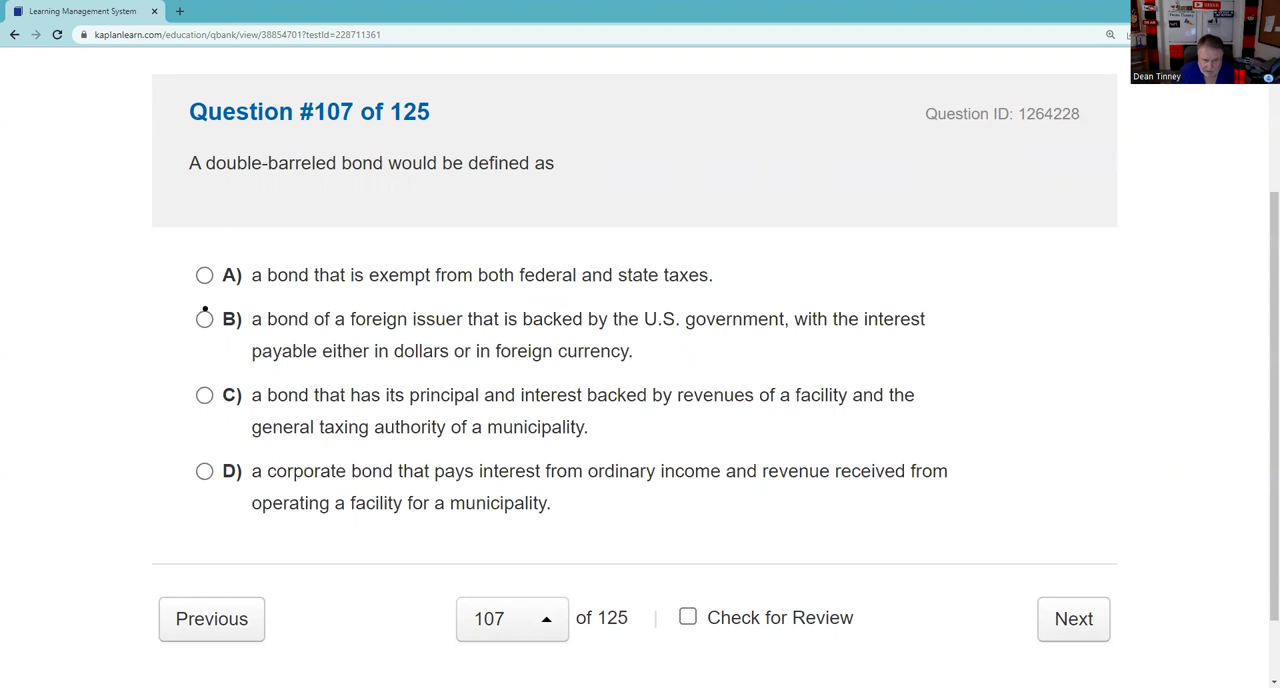 Learning Management System
kaplanlearn.com/education/qbank/view/38854701?testId=228711361
Dean Tinney
Question #107 of 125
Question ID: 1264228
A double-barreled bond would be defined as
A) a bond that is exempt from both federal and state taxes.
B) a bond of a foreign issuer that is backed by the U.S. government, with the interest
payable either in dollars or in foreign currency.
C) a bond that has its principal and interest backed by revenues of a facility and the
general taxing authority of a municipality.
D) a corporate bond that pays interest from ordinary income and revenue received from
operating a facility for a municipality.
Previous
107
of 125
Check for Review
Next